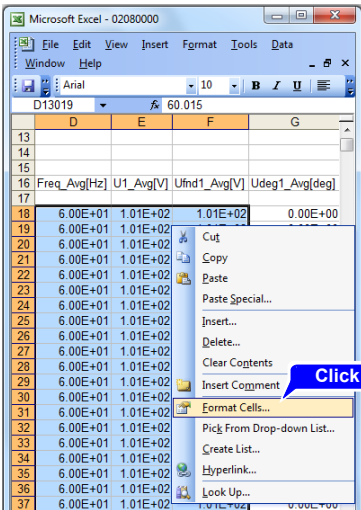 Microsoft Excel - 02080000
File Edit View Insert Format Tools Data
Window Help
Arial 10 B I U
D13019 fx 60.015
D E F G
13
14
15
16 Freq_Avg[Hz] U1_Avg[V] Ufnd1_Avg[V] Udeg1_Avg[deg]
17
18 6.00E+01 1.01E+02 1.01E+02 0.00E+00
19 6.00E+01 1.01E+02
20 6.00E+01 1.01E+02 Cut
21 6.00E+01 1.01E+02 Copy
22 6.00E+01 1.01E+02 Paste
23 6.00E+01 1.01E+02 Paste Special...
24 6.00E+01 1.01E+02
25 6.00E+01 1.01E+02 Insert...
26 6.00E+01 1.01E+02 Delete...
27 6.00E+01 1.01E+02
28 6.00E+01 1.01E+02 Clear Contents
29 6.00E+01 1.01E+02 Insert Comment Click
30 6.00E+01 1.01E+02
31 6.00E+01 1.01E+02 Format Cells...
32 6.00E+01 1.01E+02 Pick From Drop-down List...
33 6.00E+01 1.01E+02 Create List...
34 6.00E+01 1.01E+02
35 6.00E+01 1.01E+02 Hyperlink...
36 6.00E+01 1.01E+02 Look Up...
37 6.00E+01 1.01E+02 1.01E+02 0.00E+00